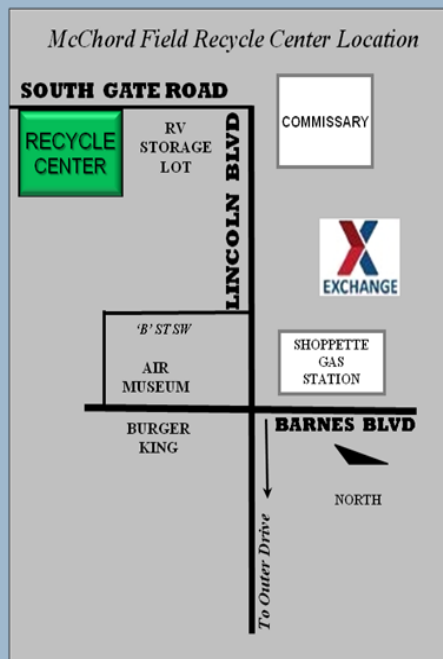 McChord Field Recycle Center Location
SOUTH GATE ROAD
RECYCLE
CENTER
RV
STORAGE
LOT
LINCOLN BLVD
COMMISSARY
X
EXCHANGE
'B' ST SW
AIR
MUSEUM
SHOPPETTE
GAS
STATION
BURGER
KING
BARNES BLVD
NORTH
To Outer Drive